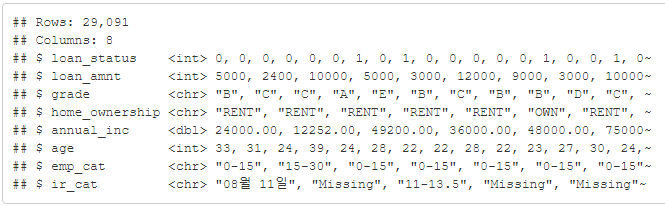 ## Rows: 29,091
## Columns: 8
## $ loan_status    <int> 0, 0, 0, 0, 0, 0, 1, 0, 1, 0, 0, 0, 0, 0, 1, 0, 0, 1, 0~
## $ loan_amnt      <int> 5000, 2400, 10000, 5000, 3000, 12000, 9000, 3000, 10000~
## $ grade          <chr> "B", "C", "C", "A", "E", "B", "C", "B", "B", "D", "C", ~
## $ home_ownership <chr> "RENT", "RENT", "RENT", "RENT", "RENT", "OWN", "RENT", ~
## $ annual_inc     <dbl> 24000.00, 12252.00, 49200.00, 36000.00, 48000.00, 75000~
## $ age            <int> 33, 31, 24, 39, 24, 28, 22, 22, 28, 22, 23, 27, 30, 24,~
## $ emp_cat        <chr> "0-15", "15-30", "0-15", "0-15", "0-15", "0-15", "0-15"~
## $ ir_cat         <chr> "08월 11일", "Missing", "11-13.5", "Missing", "Missing"~